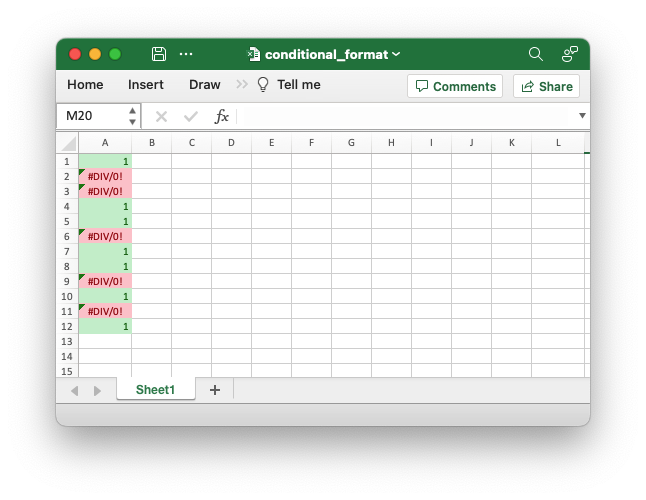 conditional_format
Home Insert Draw Tell me Comments Share
M20 fx
A B C D E F G H I J K L
1 1
2 #DIV/0!
3 #DIV/0!
4 1
5 1
6 #DIV/0!
7 1
8 1
9 #DIV/0!
10 1
11 #DIV/0!
12 1
13
14
15
Sheet1